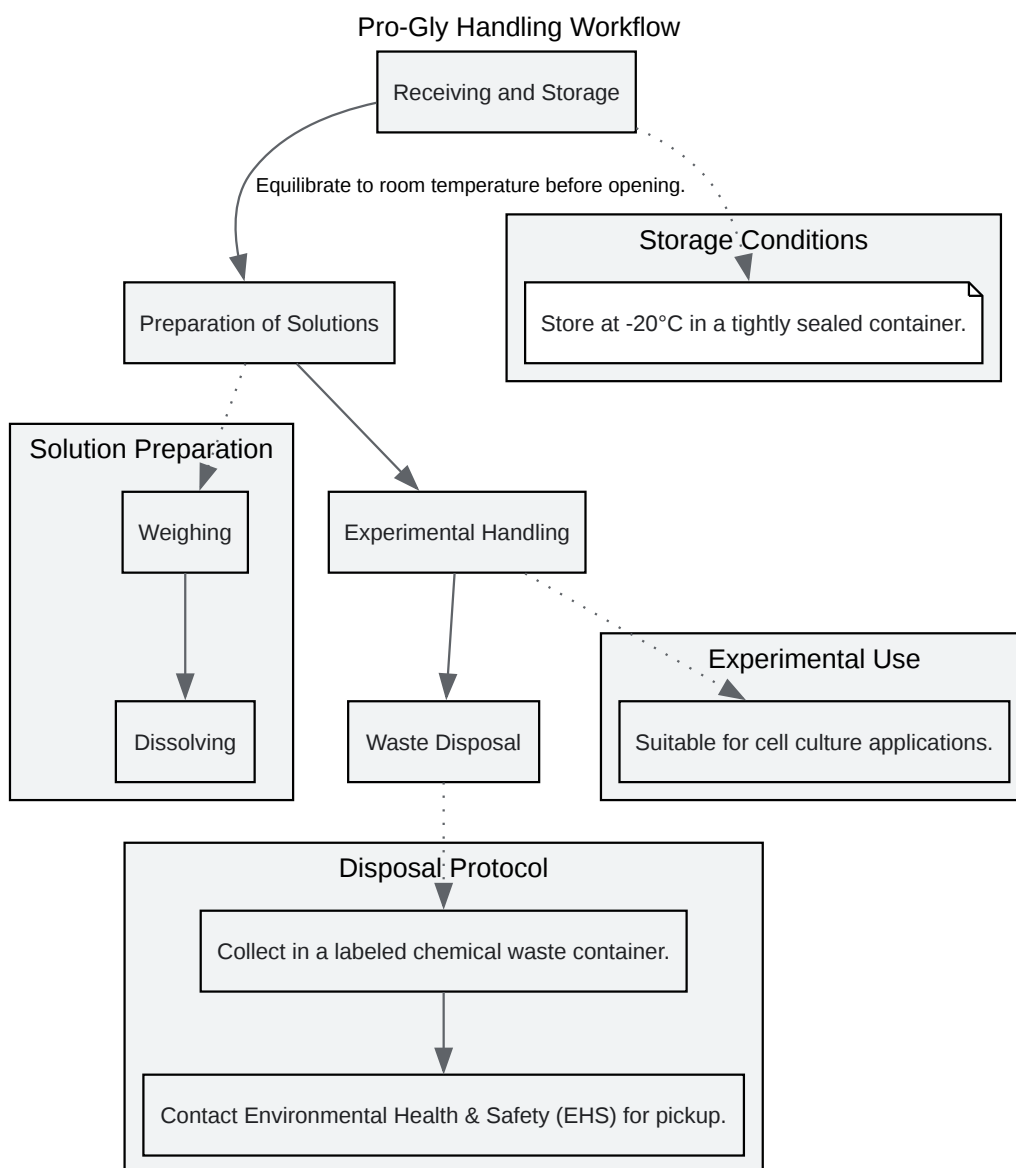 Pro-Gly Handling Workflow
Receiving and Storage
Equilibrate to room temperature before opening.
Storage Conditions
Store at -20°C in a tightly sealed container.
Preparation of Solutions
Solution Preparation
Weighing
Experimental Handling
Experimental Use
Dissolving
Waste Disposal
Suitable for cell culture applications.
Disposal Protocol
Collect in a labeled chemical waste container.
Contact Environmental Health & Safety (EHS) for pickup.